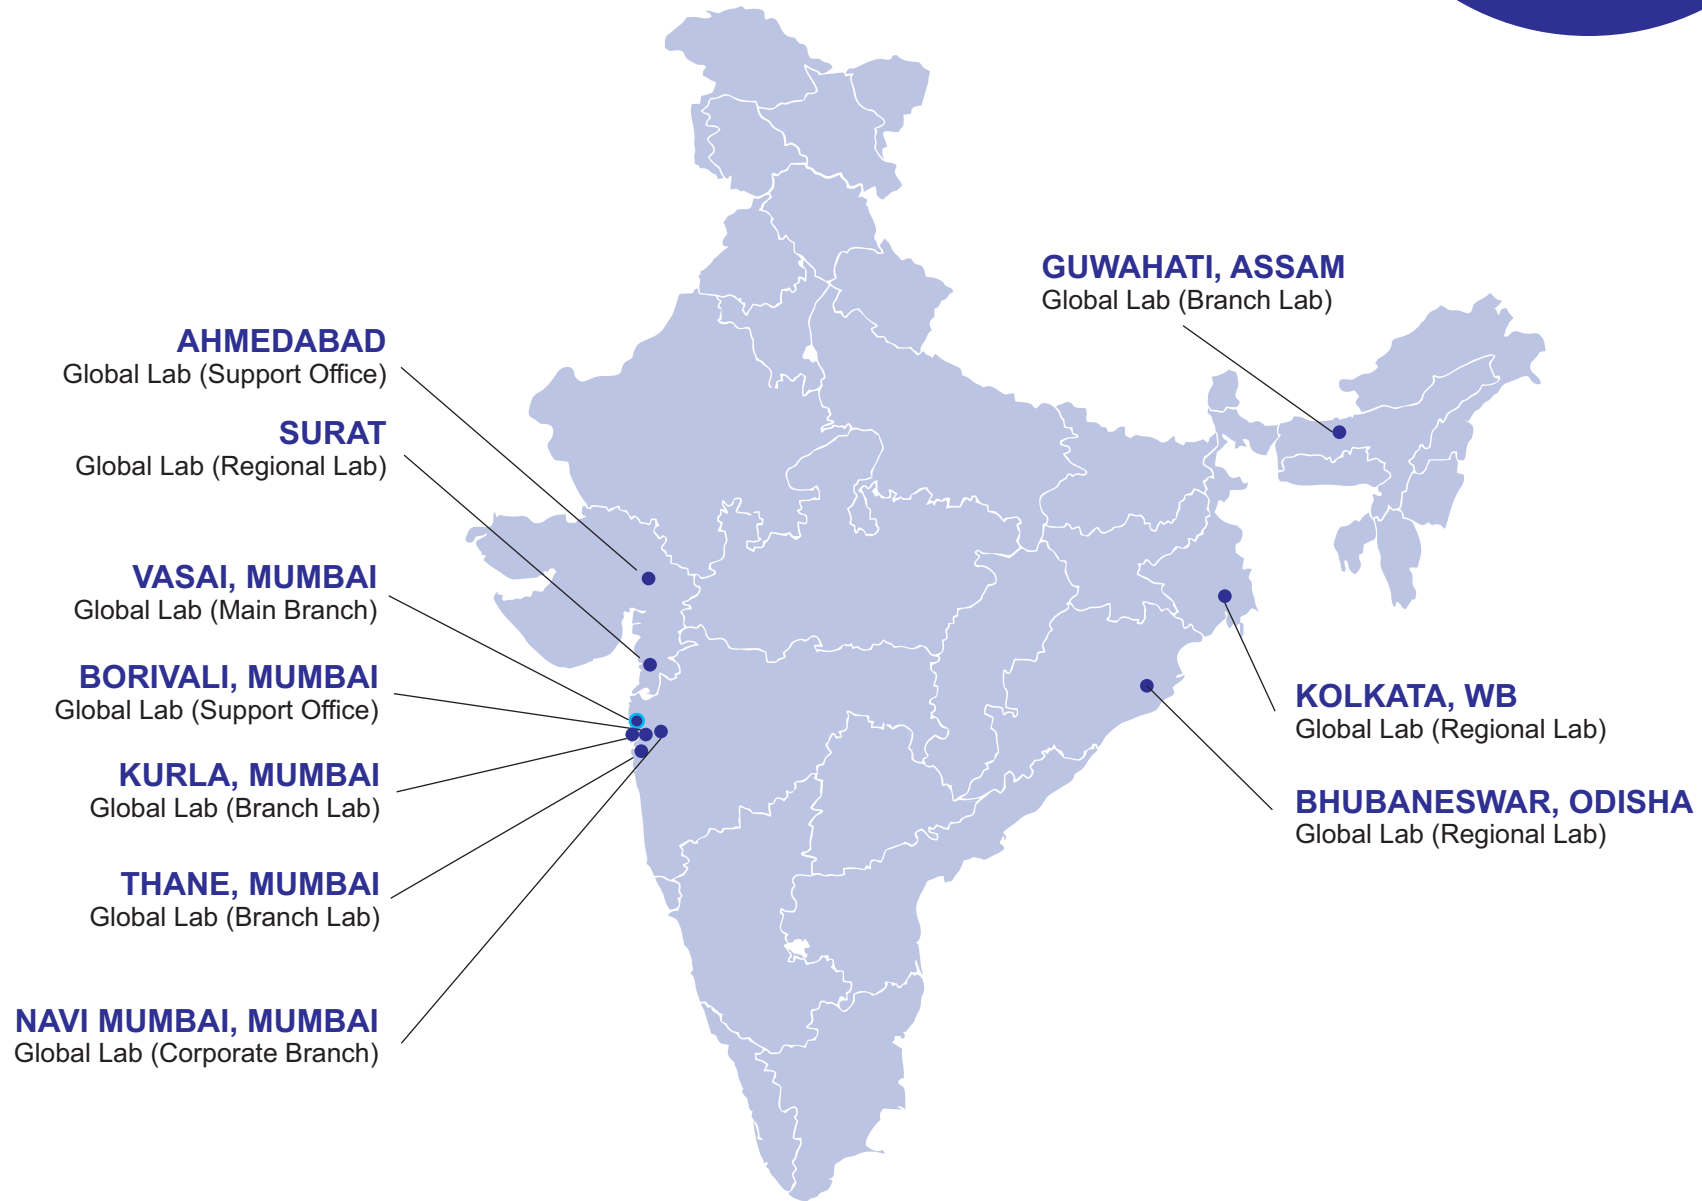 AHMEDABAD
Global Lab (Support Office)
SURAT
Global Lab (Regional Lab)
VASAI, MUMBAI
Global Lab (Main Branch)
BORIVALI, MUMBAI
Global Lab (Support Office)
KURLA, MUMBAI
Global Lab (Branch Lab)
THANE, MUMBAI
Global Lab (Branch Lab)
NAVI MUMBAI, MUMBAI
Global Lab (Corporate Branch)
GUWAHATI, ASSAM
Global Lab (Branch Lab)
KOLKATA, WB
Global Lab (Regional Lab)
BHUBANESWAR, ODISHA
Global Lab (Regional Lab)